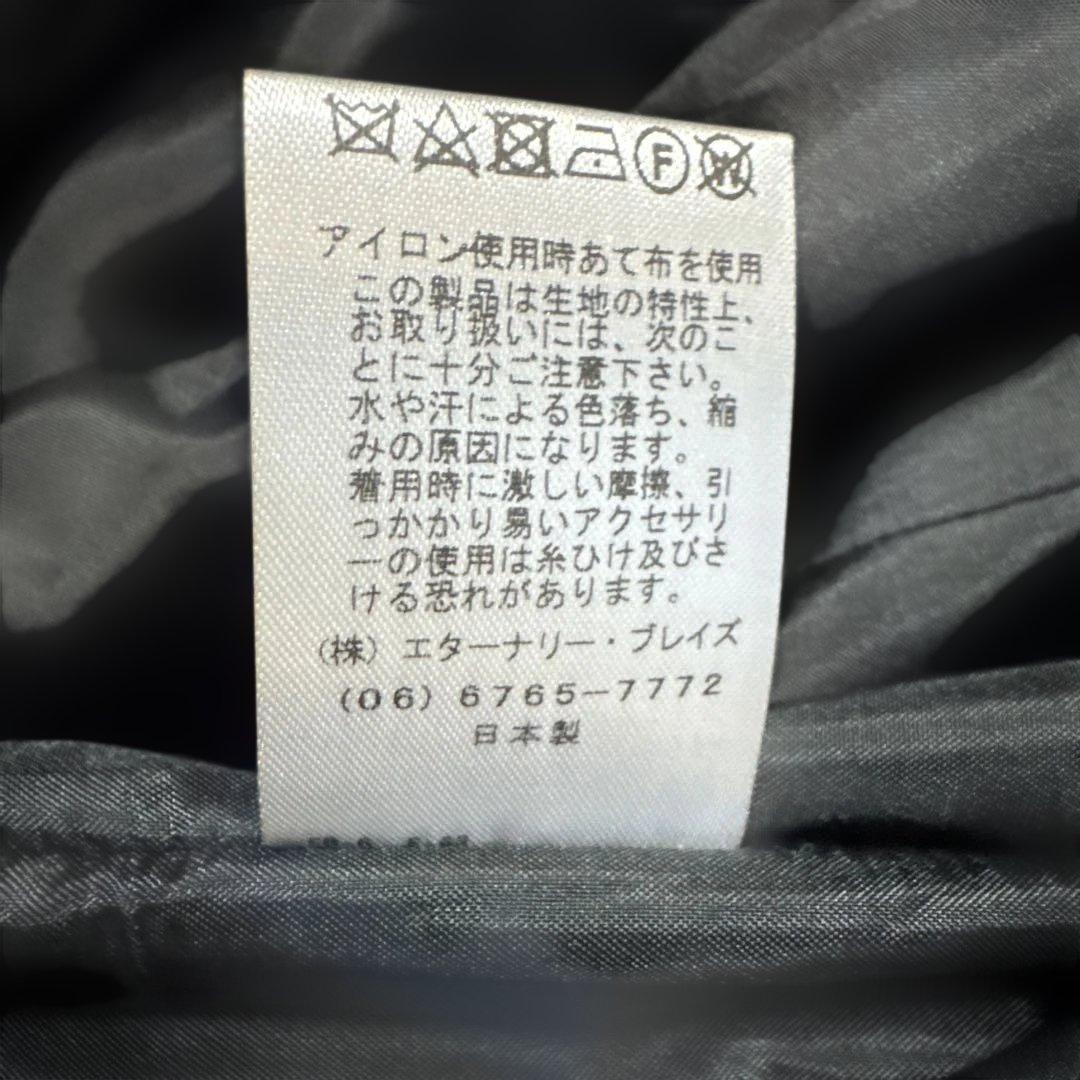 F W
アイロン使用時あて布を使用
この製品は生地の特性上、
お取り扱いには、次のこ
とに十分ご注意下さい。
水や汗による色落ち、縮
みの原因になります。
着用時に激しい摩擦、引
っかかり易いアクセサリ
ーの使用は糸ひけ及びさ
ける恐れがあります。
(株) エターナリー・ブレイズ
(06) 6765-7772
日本製